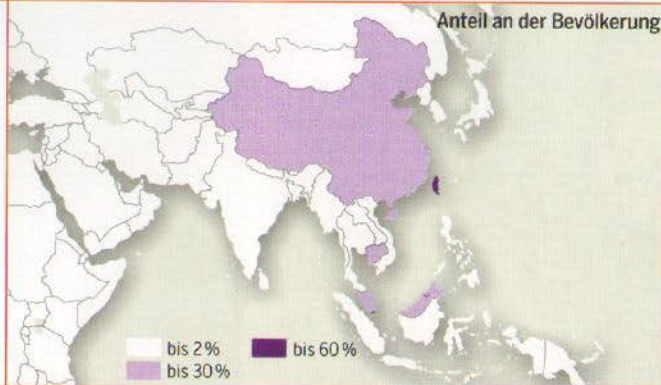 Anteil an der Bevölkerung
bis 2%
bis 60%
bis 30%